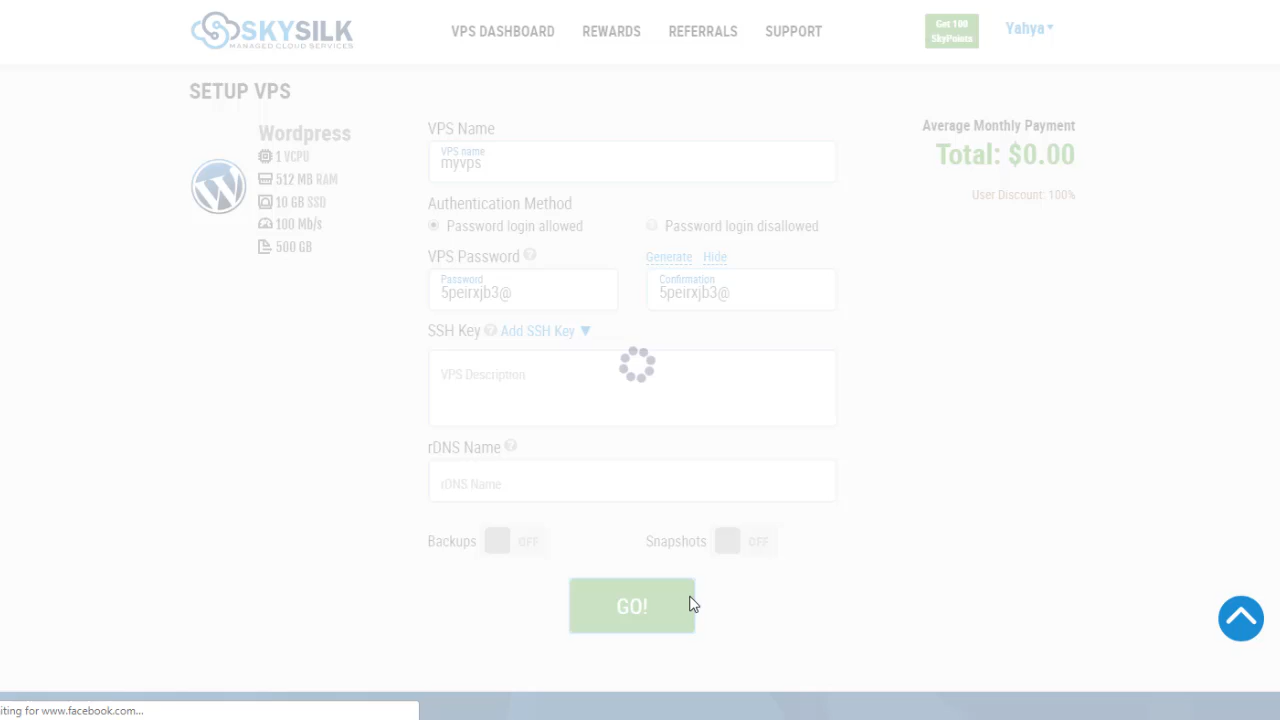 SKYSILK
MANAGED CLOUD SERVICES
VPS DASHBOARD
REWARDS
REFERRALS
SUPPORT
Get 100
SkyPoints
Yahya
SETUP VPS
Wordpress
1 VCPU
512 MB RAM
10 GB SSD
100 Mb/s
500 GB
VPS Name
VPS name
myvps
Authentication Method
Password login allowed
Password login disallowed
VPS Password ?
Generate Hide
Password
5peirxjb3@
Confirmation
5peirxjb3@
SSH Key ? Add SSH Key ▼
VPS Description
rDNS Name ?
rDNS Name
Backups OFF
Snapshots OFF
GO!
Average Monthly Payment
Total: $0.00
User Discount: 100%
iting for www.facebook.com...